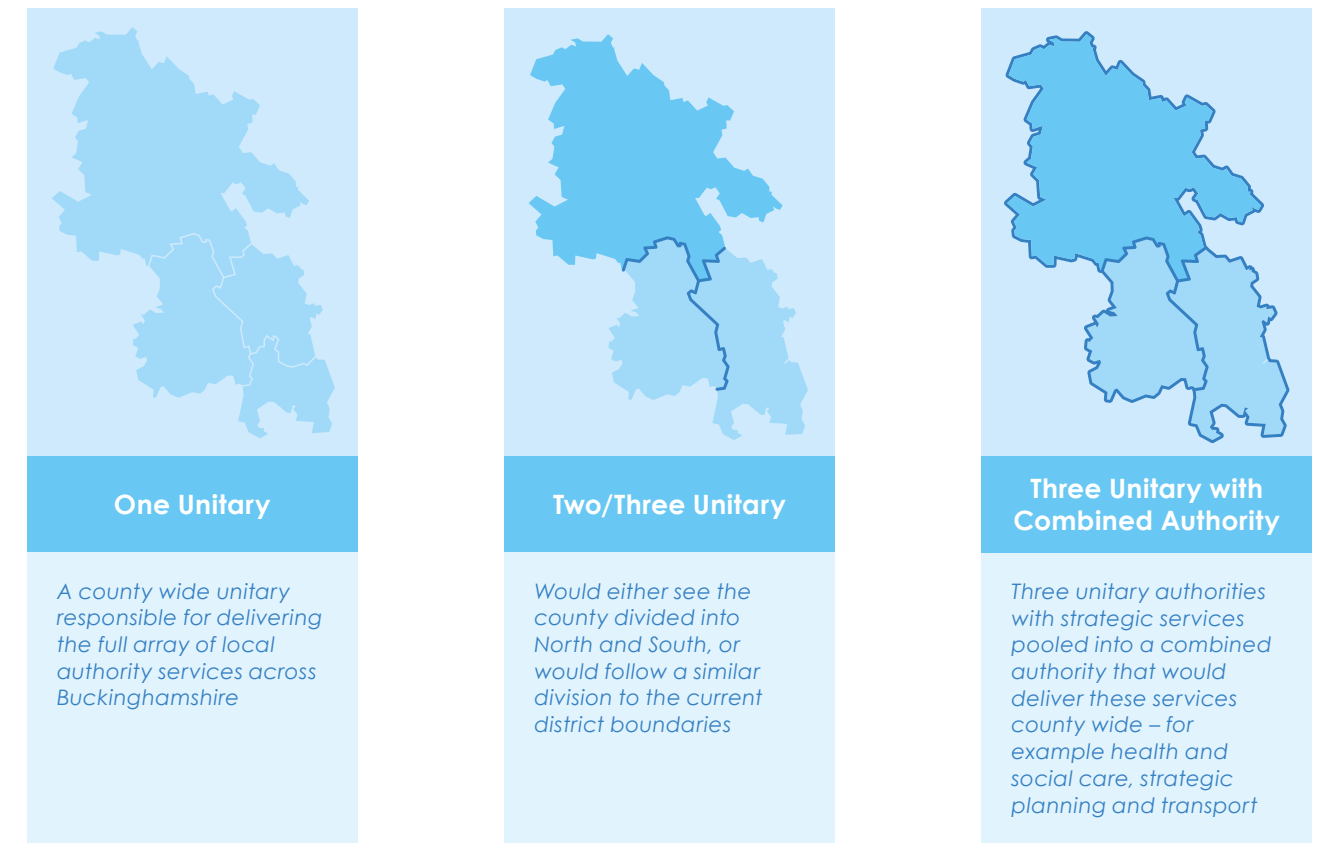 One Unitary
A county wide unitary
responsible for delivering
the full array of local
authority services across
Buckinghamshire
Two/Three Unitary
Would either see the
county divided into
North and South, or
would follow a similar
division to the current
district boundaries
Three Unitary with
Combined Authority
Three unitary authorities
with strategic services
pooled into a combined
authority that would
deliver these services
county wide – for
example health and
social care, strategic
planning and transport